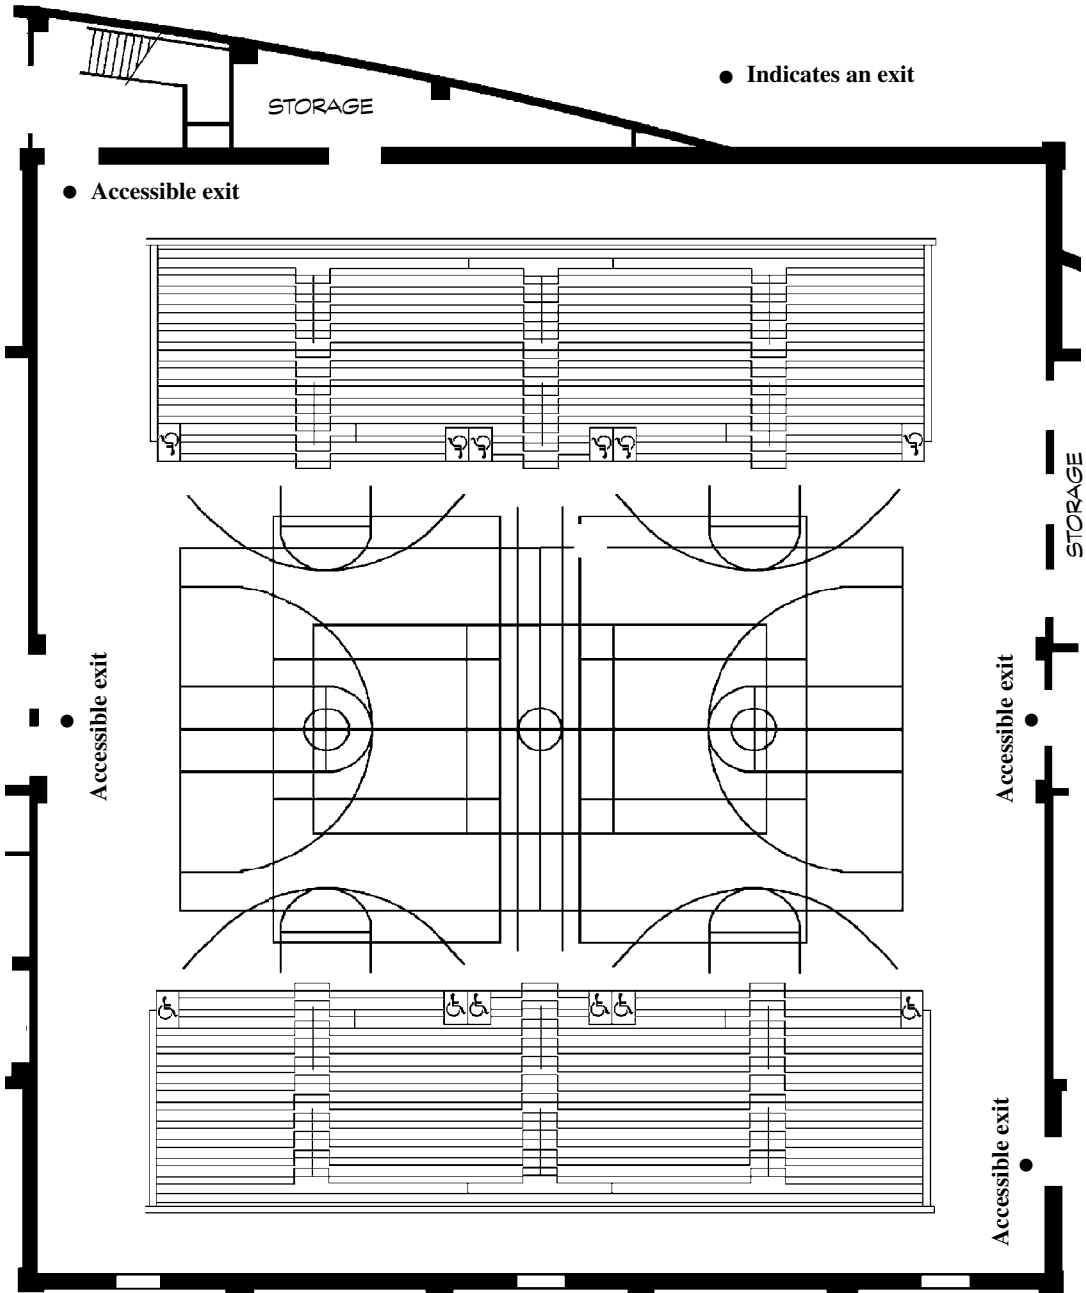 ● Indicates an exit
STORAGE
● Accessible exit
STORAGE
● Accessible exit
Accessible exit ●
Accessible exit ●